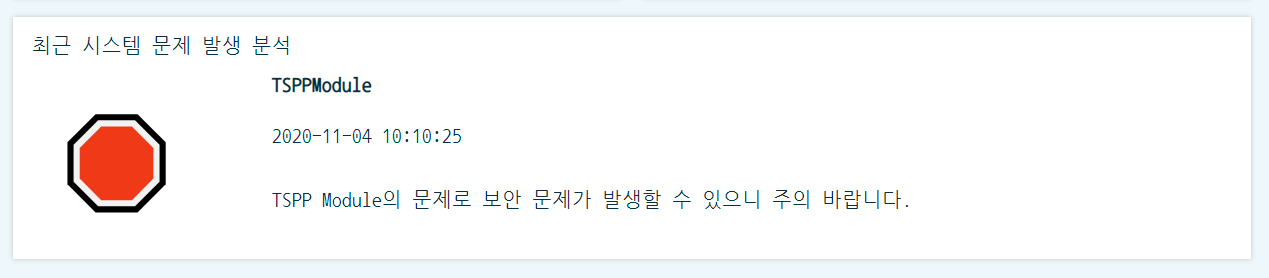 최근 시스템 문제 발생 분석
TSPPModule
2020-11-04 10:10:25
TSPP Module의 문제로 보안 문제가 발생할 수 있으니 주의 바랍니다.